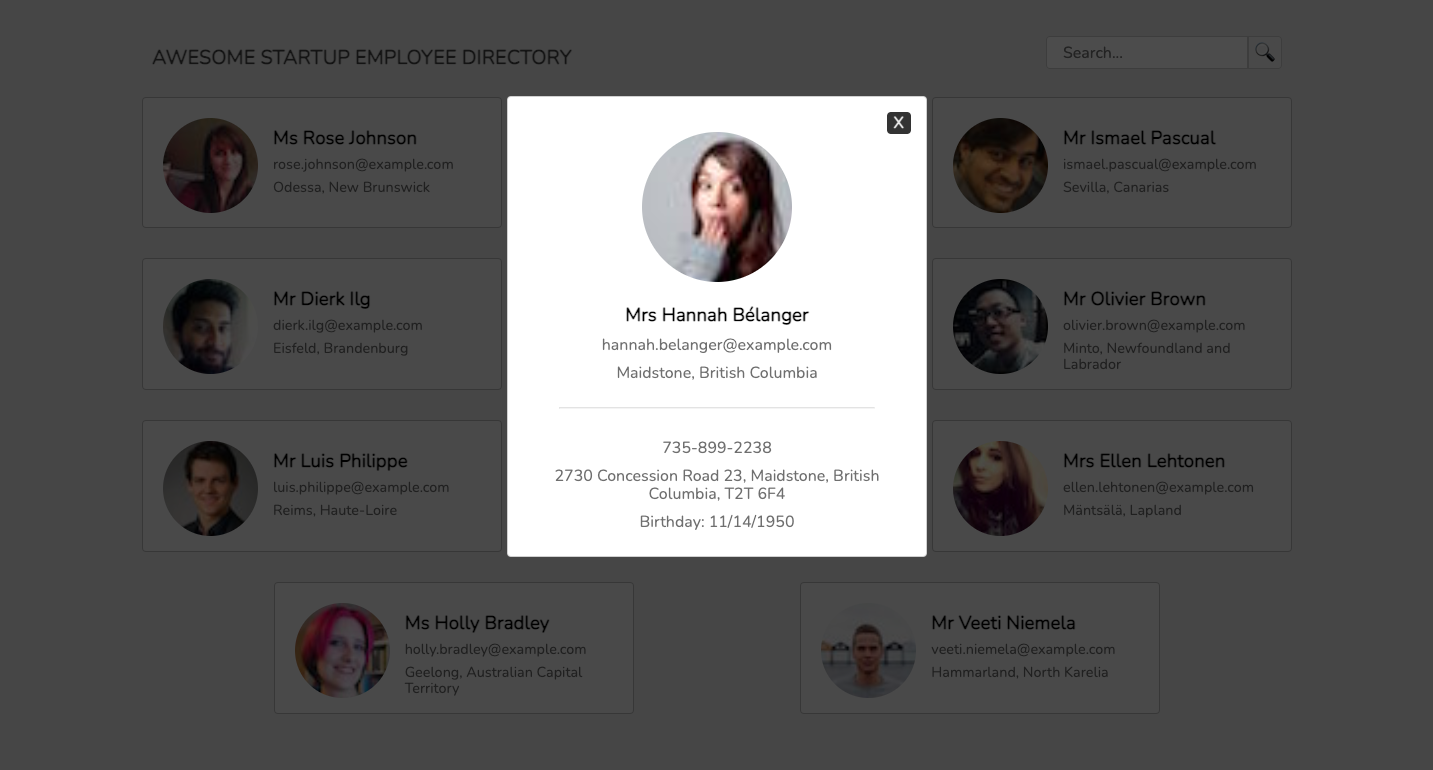 AWESOME STARTUP EMPLOYEE DIRECTORY
Search...
Ms Rose Johnson
rose.johnson@example.com
Odessa, New Brunswick
Mr Ismael Pascual
ismael.pascual@example.com
Sevilla, Canarias
Mr Dierk Ilg
dierk.ilg@example.com
Eisfeld, Brandenburg
Mr Olivier Brown
olivier.brown@example.com
Minto, Newfoundland and
Labrador
Mr Luis Philippe
luis.philippe@example.com
Reims, Haute-Loire
Mrs Ellen Lehtonen
ellen.lehtonen@example.com
Mäntsälä, Lapland
Ms Holly Bradley
holly.bradley@example.com
Geelong, Australian Capital
Territory
Mr Veeti Niemela
veeti.niemela@example.com
Hammarland, North Karelia
X
Mrs Hannah Bélanger
hannah.belanger@example.com
Maidstone, British Columbia
735-899-2238
2730 Concession Road 23, Maidstone, British
Columbia, T2T 6F4
Birthday: 11/14/1950